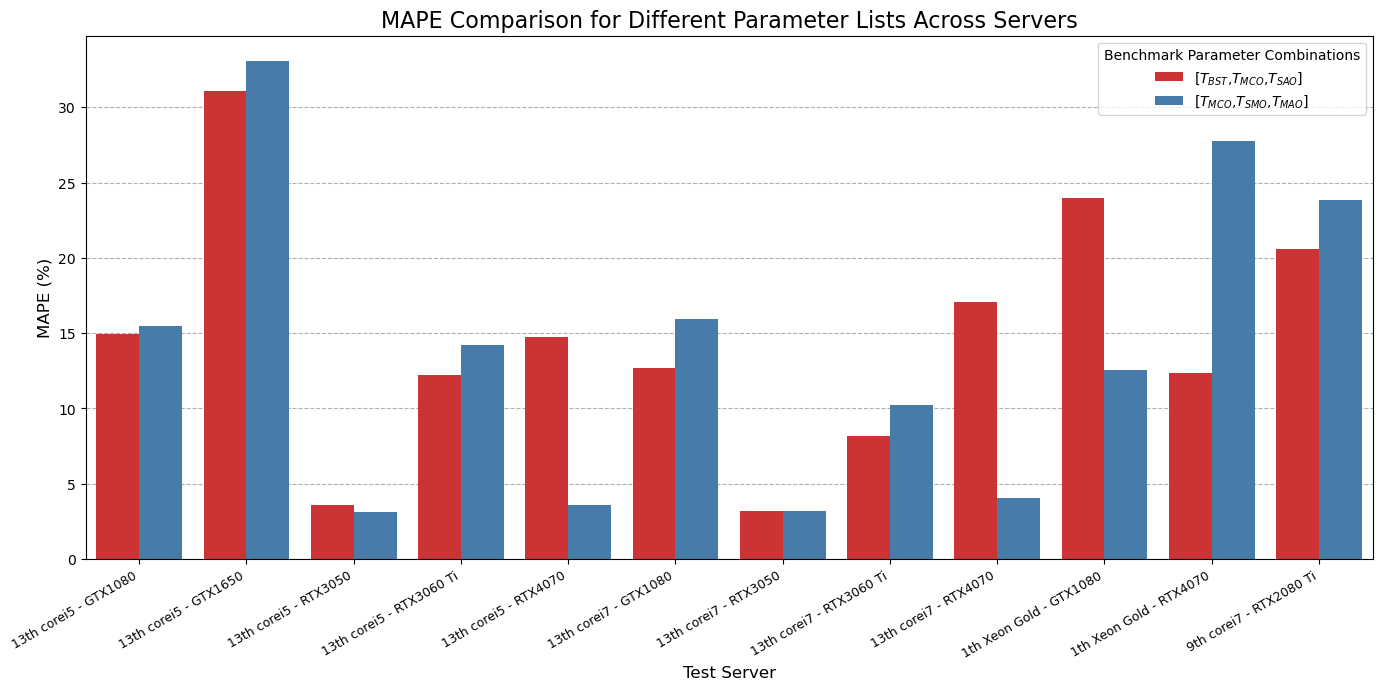 MAPE Comparison for Different Parameter Lists Across Servers
Benchmark Parameter Combinations
[T_BST,T_MCO,T_SAO]
[T_MCO,T_SMO,T_MAO]
MAPE (%)
30
25
20
15
10
5
0
13th corei5 - GTX1080
13th corei5 - GTX1650
13th corei5 - RTX3050
13th corei5 - RTX3060 Ti
13th corei5 - RTX4070
13th corei7 - GTX1080
13th corei7 - RTX3050
13th corei7 - RTX3060 Ti
13th corei7 - RTX4070
1th Xeon Gold - GTX1080
1th Xeon Gold - RTX4070
9th corei7 - RTX2080 Ti
Test Server